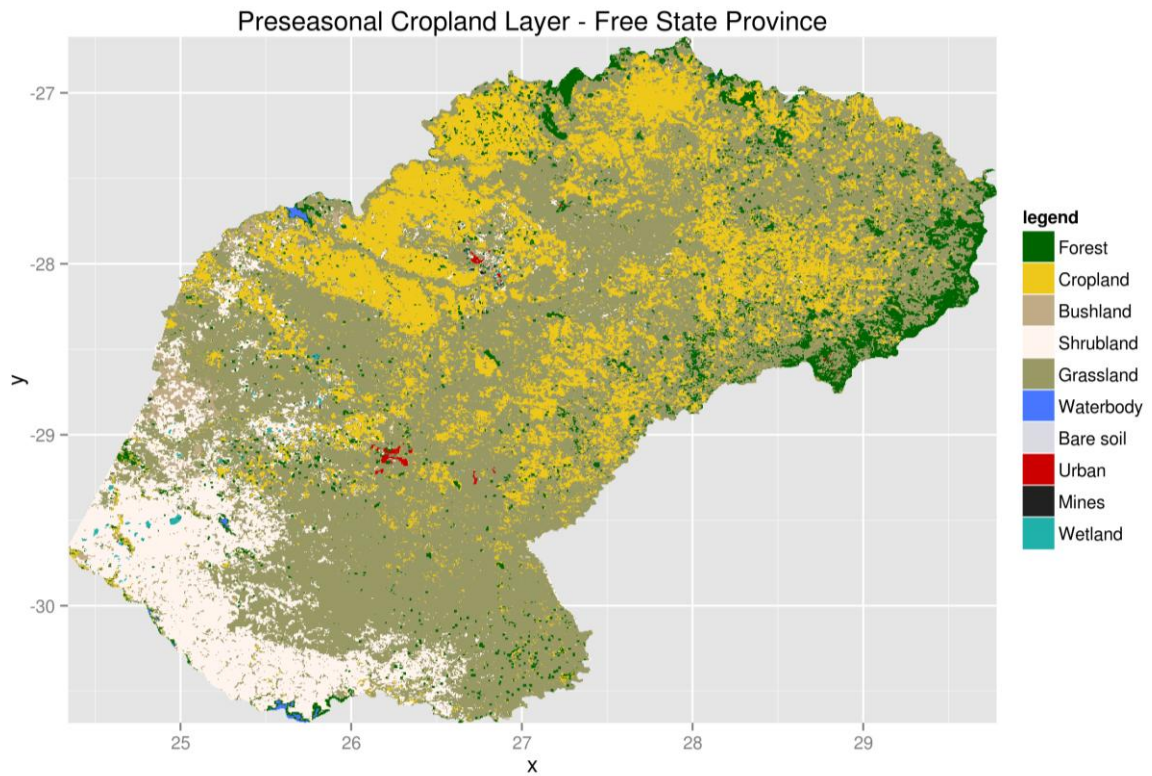 Preseasonal Cropland Layer - Free State Province
-27
-28
-29
-30
y
25
26
27
28
29
x
legend
Forest
Cropland
Bushland
Shrubland
Grassland
Waterbody
Bare soil
Urban
Mines
Wetland